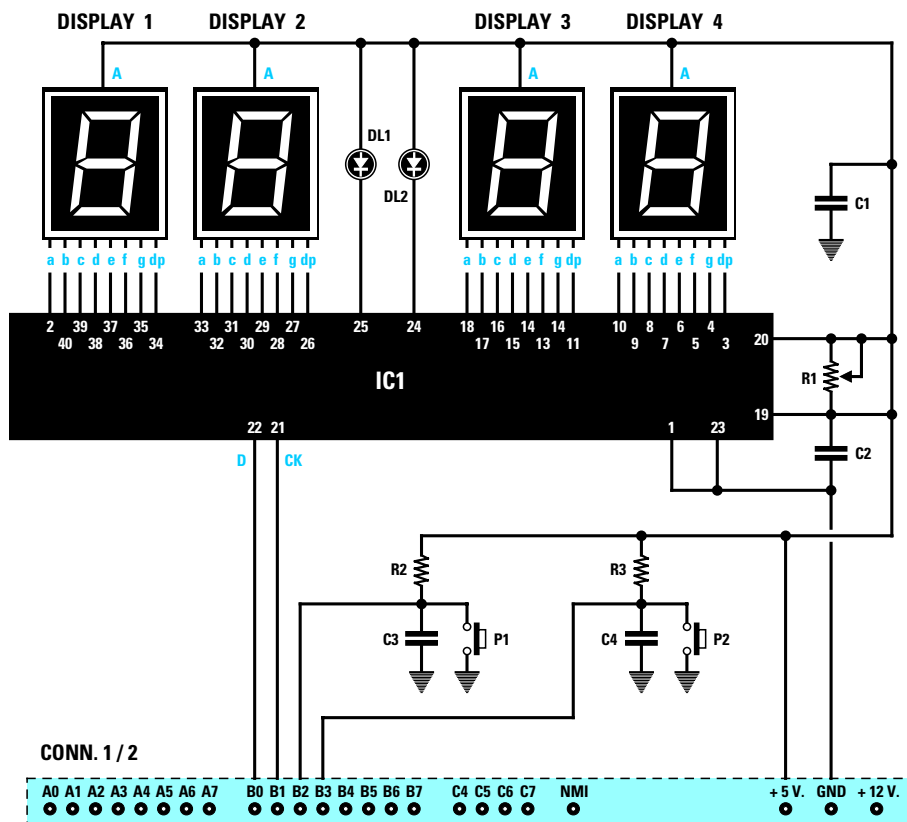 DISPLAY 1 DISPLAY 2 DISPLAY 3 DISPLAY 4
A A A A
DL1
DL2
C1
a b c d e f g dp a b c d e f g dp a b c d e f g dp a b c d e f g dp
2 39 37 35 33 31 29 27 25 24 18 16 14 14 10 8 6 4 20
40 38 36 34 32 30 28 26 17 15 13 11 9 7 5 3
IC1
R1
19
22 21 1 23
D CK C2
R2 R3
C3 P1 C4 P2
CONN. 1 / 2
A0 A1 A2 A3 A4 A5 A6 A7 B0 B1 B2 B3 B4 B5 B6 B7 C4 C5 C6 C7 NMI + 5 V. GND + 12 V.